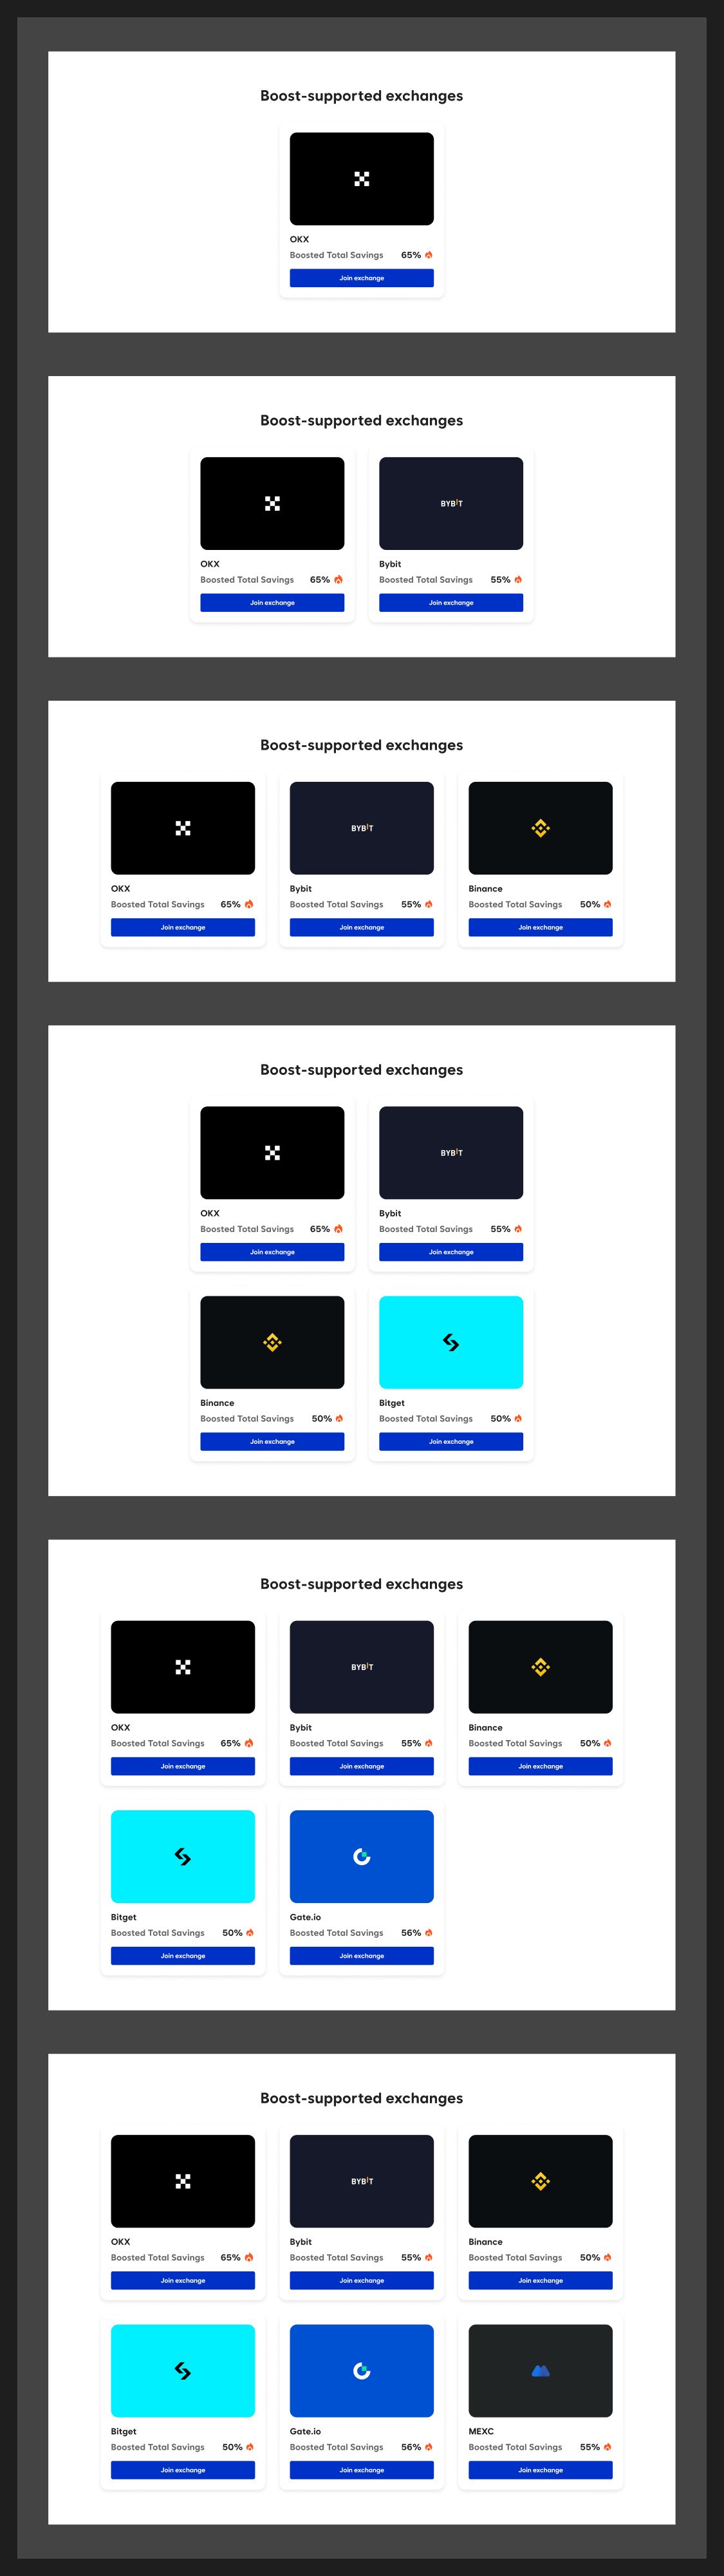 Boost-supported exchanges
OKX
Boosted Total Savings 65%
Join exchange
Boost-supported exchanges
BYBIT
OKX Bybit
Boosted Total Savings 65% Boosted Total Savings 55%
Join exchange Join exchange
Boost-supported exchanges
BYBIT
OKX Bybit Binance
Boosted Total Savings 65% Boosted Total Savings 55% Boosted Total Savings 50%
Join exchange Join exchange Join exchange
Boost-supported exchanges
BYBIT
OKX Bybit
Boosted Total Savings 65% Boosted Total Savings 55%
Join exchange Join exchange
Binance Bitget
Boosted Total Savings 50% Boosted Total Savings 50%
Join exchange Join exchange
Boost-supported exchanges
BYBIT
OKX Bybit Binance
Boosted Total Savings 65% Boosted Total Savings 55% Boosted Total Savings 50%
Join exchange Join exchange Join exchange
Bitget Gate.io
Boosted Total Savings 50% Boosted Total Savings 56%
Join exchange Join exchange
Boost-supported exchanges
BYBIT
OKX Bybit Binance
Boosted Total Savings 65% Boosted Total Savings 55% Boosted Total Savings 50%
Join exchange Join exchange Join exchange
Bitget Gate.io MEXC
Boosted Total Savings 50% Boosted Total Savings 56% Boosted Total Savings 55%
Join exchange Join exchange Join exchange